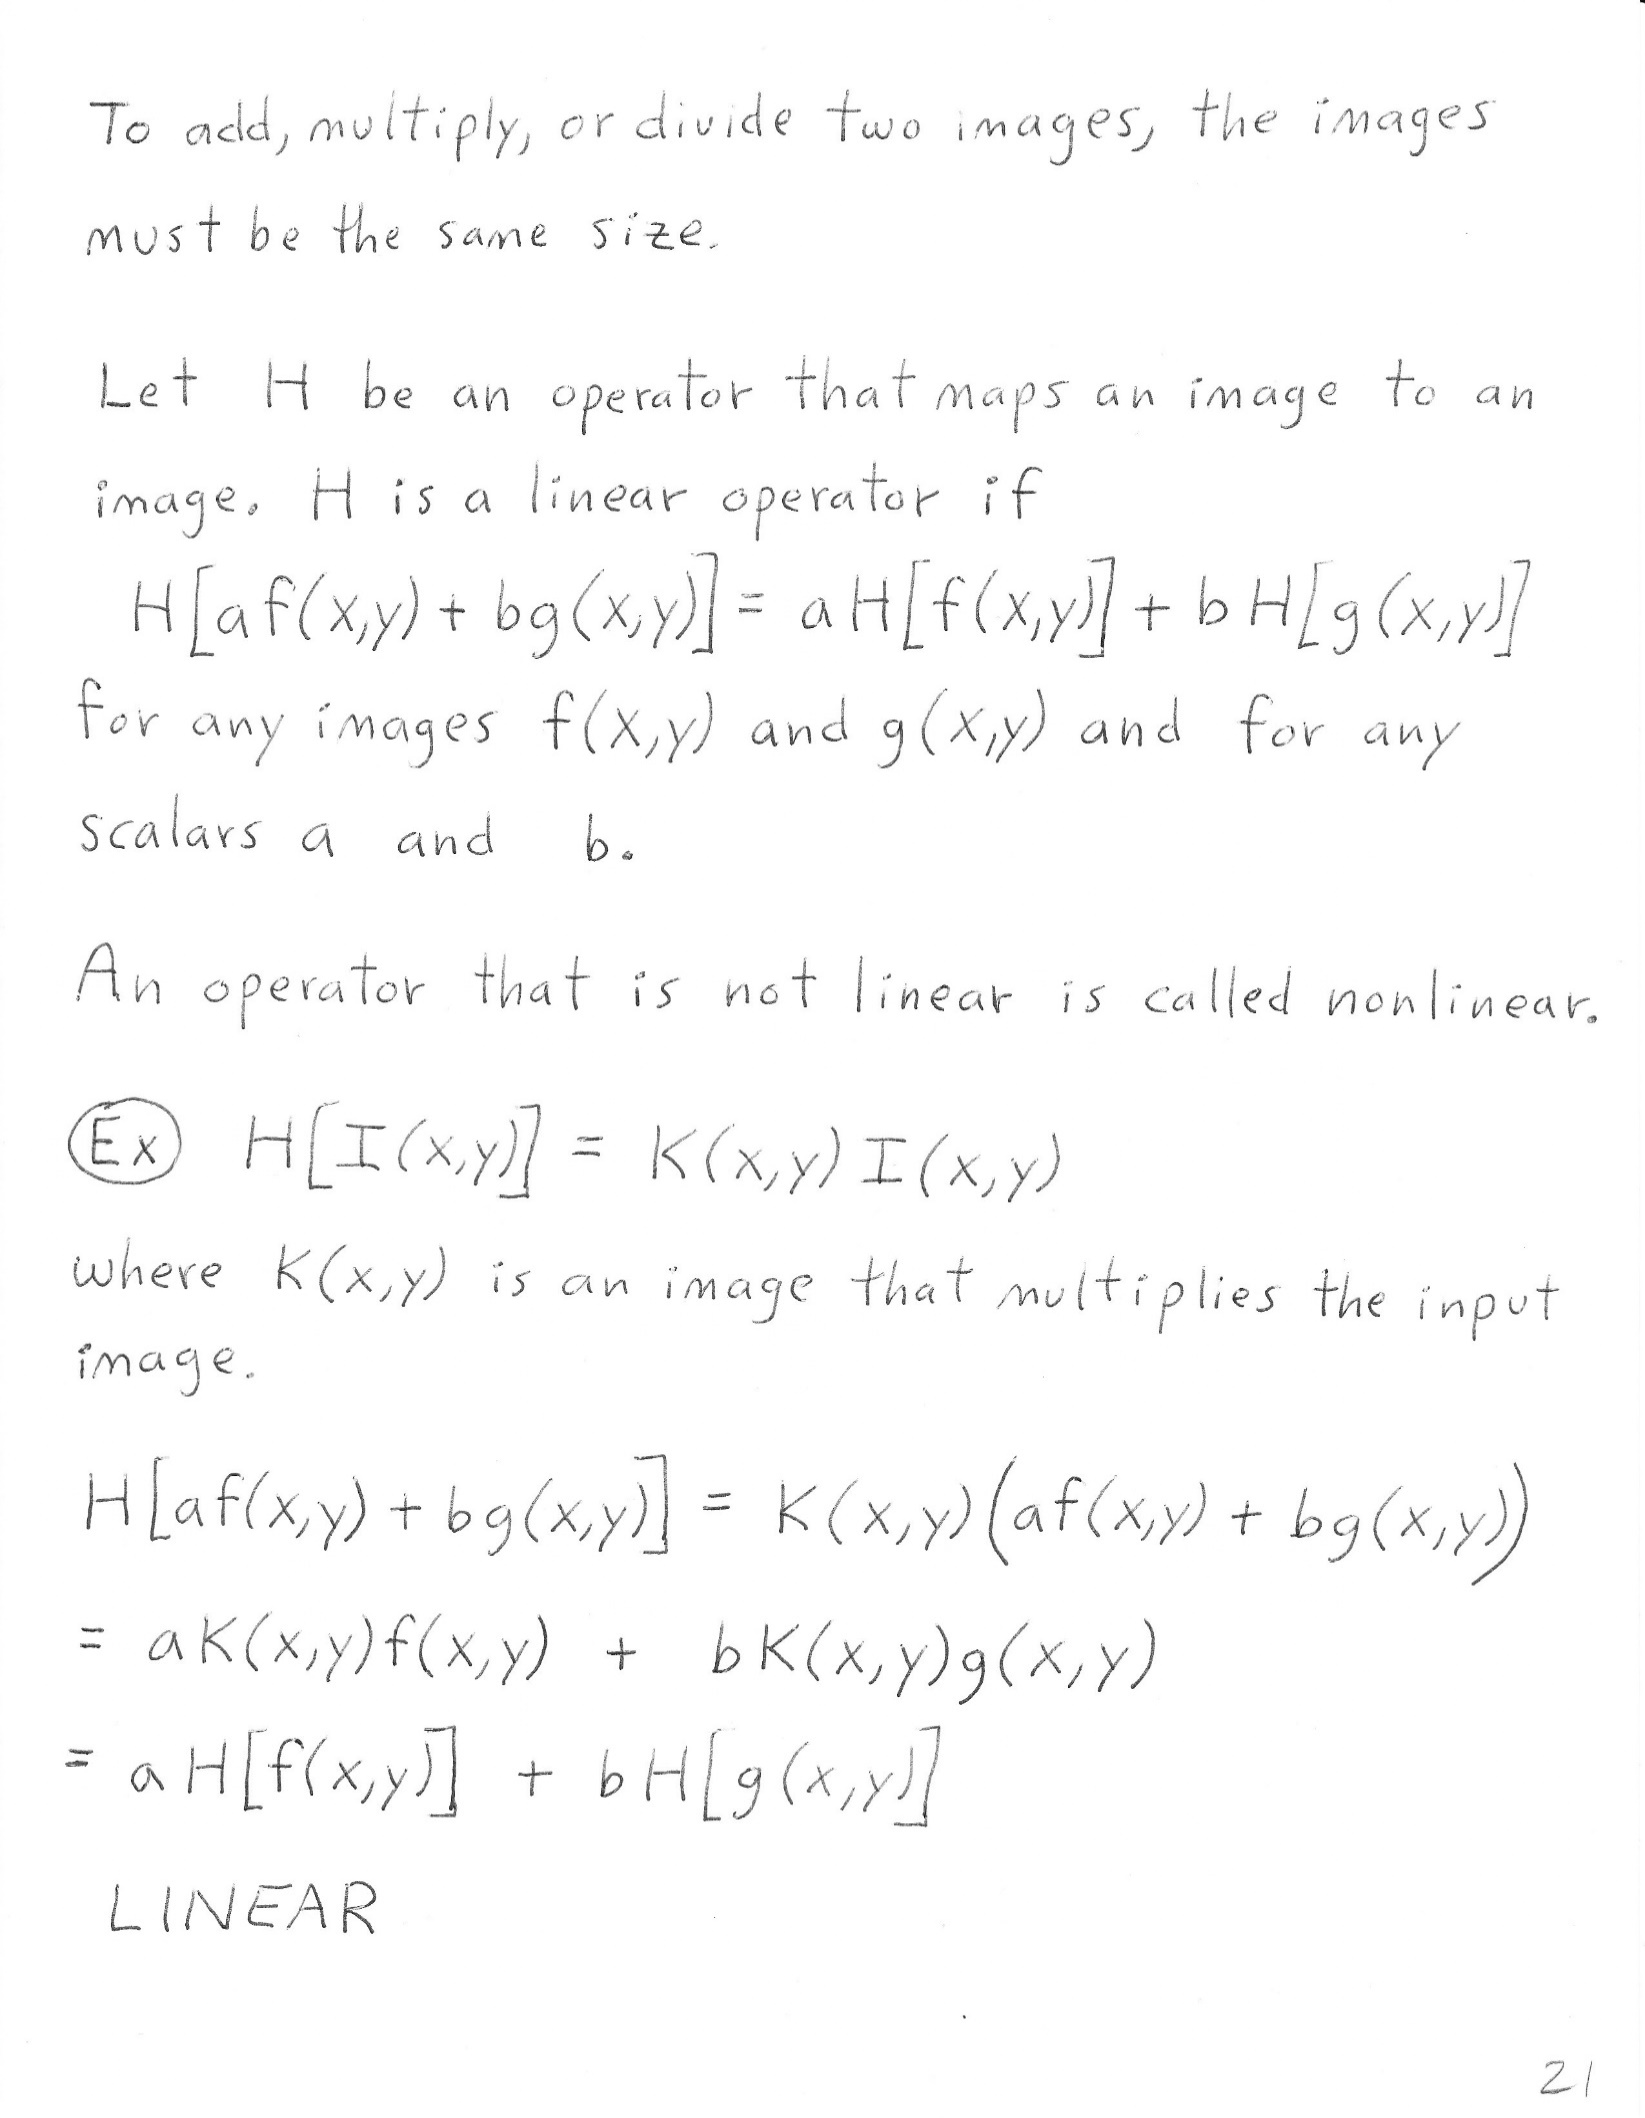 To add, multiply, or divide two images, the images
must be the same size.
Let H be an operator that maps an image to an
image. H is a linear operator if
H[af(x,y) + bg(x,y)] = aH[f(x,y)] + bH[g(x,y)]
for any images f(x,y) and g(x,y) and for any
scalars a and b.
An operator that is not linear is called nonlinear.
Ex H[I(x,y)] = K(x,y) I(x,y)
where K(x,y) is an image that multiplies the input
image.
H[af(x,y) + bg(x,y)] = K(x,y)(af(x,y) + bg(x,y))
= aK(x,y)f(x,y) + bK(x,y)g(x,y)
= aH[f(x,y)] + bH[g(x,y)]
LINEAR
21